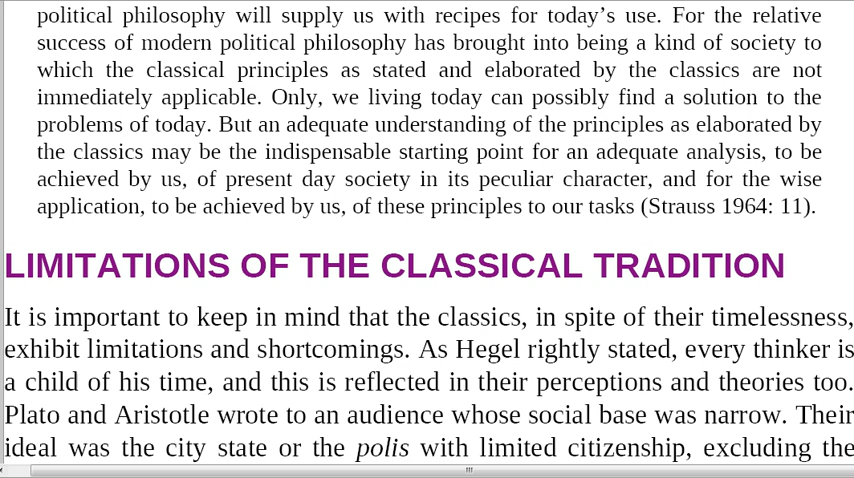 political philosophy will supply us with recipes for today’s use. For the relative
success of modern political philosophy has brought into being a kind of society to
which the classical principles as stated and elaborated by the classics are not
immediately applicable. Only, we living today can possibly find a solution to the
problems of today. But an adequate understanding of the principles as elaborated by
the classics may be the indispensable starting point for an adequate analysis, to be
achieved by us, of present day society in its peculiar character, and for the wise
application, to be achieved by us, of these principles to our tasks (Strauss 1964: 11).
LIMITATIONS OF THE CLASSICAL TRADITION
It is important to keep in mind that the classics, in spite of their timelessness,
exhibit limitations and shortcomings. As Hegel rightly stated, every thinker is
a child of his time, and this is reflected in their perceptions and theories too.
Plato and Aristotle wrote to an audience whose social base was narrow. Their
ideal was the city state or the polis with limited citizenship, excluding the